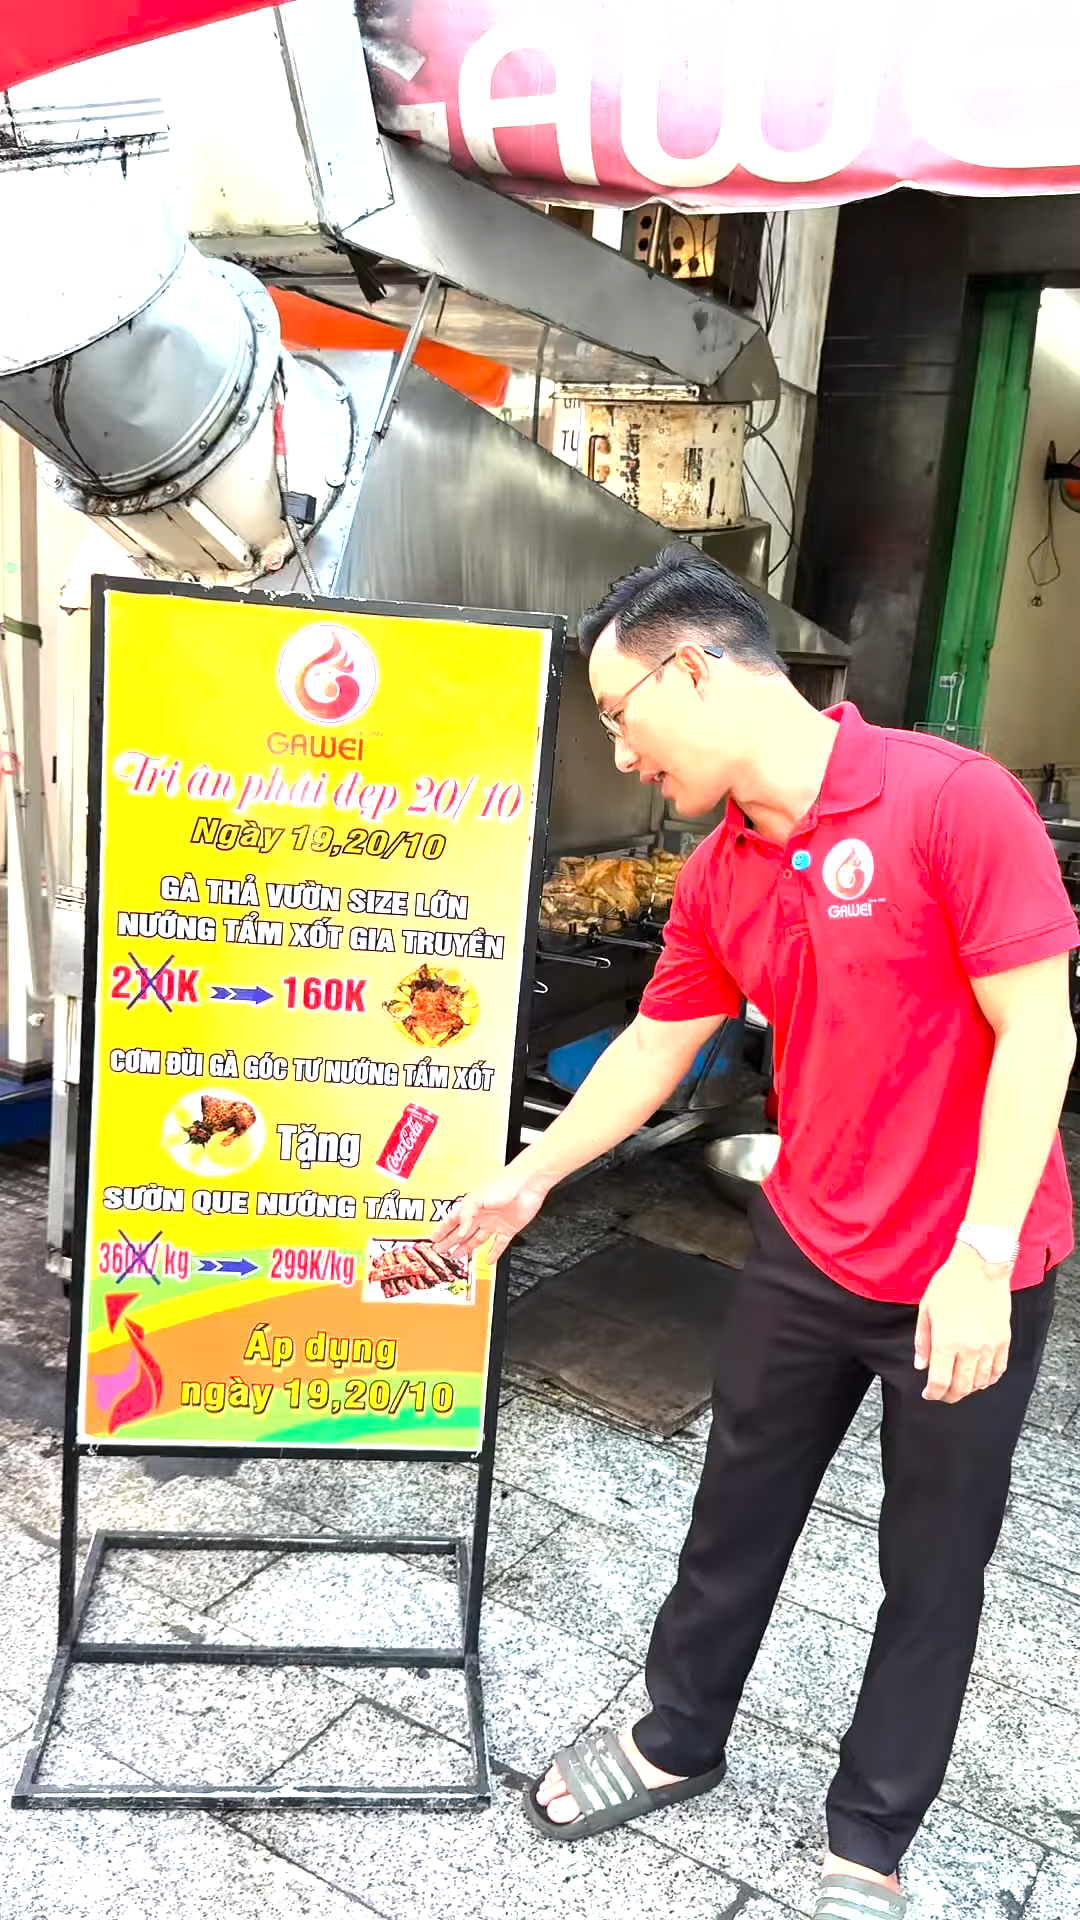 GAWEI
GAWEI
Tri ân phái đẹp 20/10
Ngày 19,20/10
GÀ THẢ VƯỜN SIZE LỚN
NƯỚNG TẨM XỐT GIA TRUYỀN
210K 160K
CƠM ĐÙI GÀ GÓC TƯ NƯỚNG TẨM XỐT
Tặng Coca-Cola
SƯỜN QUE NƯỚNG TẨM
360K/kg 299K/kg
Áp dụng
ngày 19,20/10
GAWEI